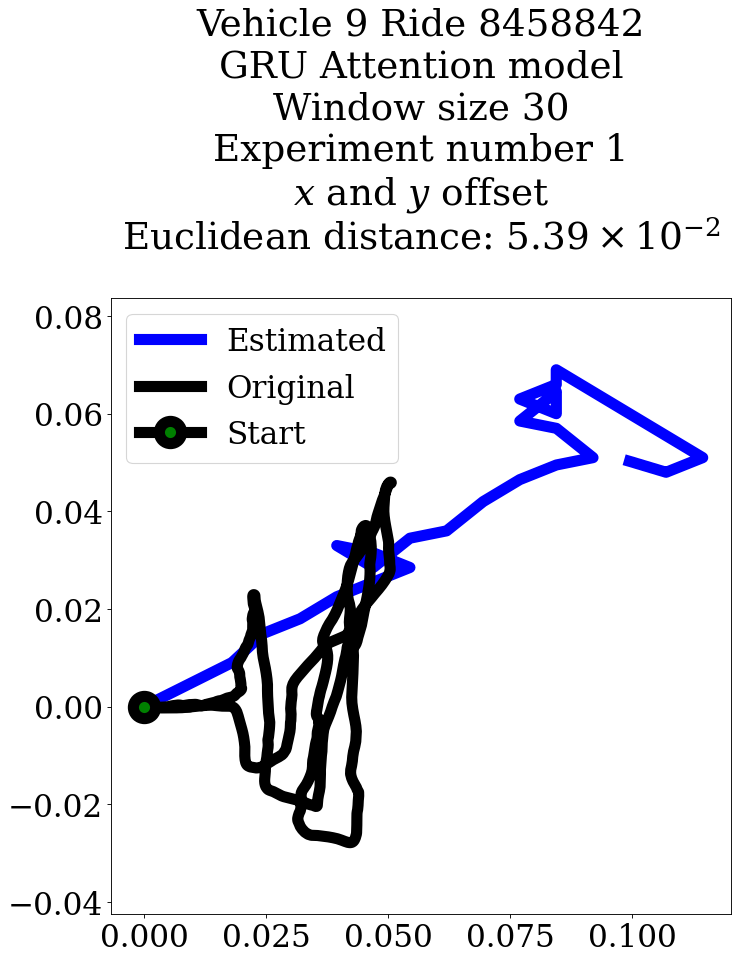 Vehicle 9 Ride 8458842
GRU Attention model
Window size 30
Experiment number 1
x and y offset
Euclidean distance: 5.39 × 10⁻²
Estimated
Original
Start
0.08
0.06
0.04
0.02
0.00
−0.02
−0.04
0.000 0.025 0.050 0.075 0.100